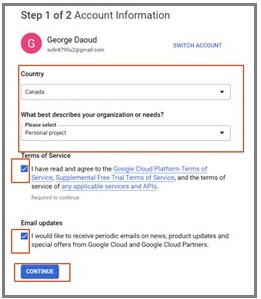 Step 1 of 2 Account Information
G
George Daoud
ssfe4790u2@gmail.com
SWITCH ACCOUNT
Country
Canada
What best describes your organization or needs?
Please select
Personal project
Terms of Service
I have read and agree to the Google Cloud Platform Terms of
Service, Supplemental Free Trial Terms of Service, and the terms of
service of any applicable services and APIs.
Required to continue
Email updates
I would like to receive periodic emails on news, product updates and
special offers from Google Cloud and Google Cloud Partners.
CONTINUE